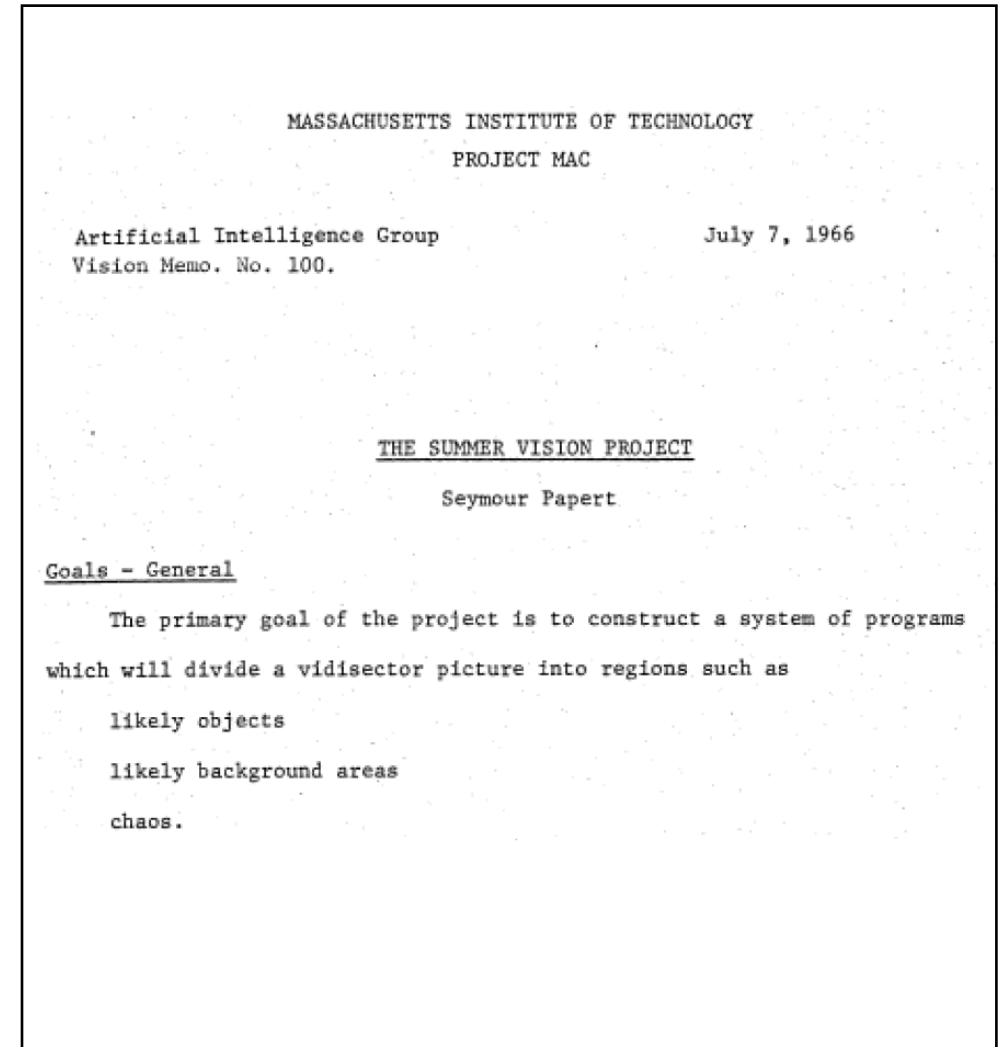 MASSACHUSETTS INSTITUTE OF TECHNOLOGY
PROJECT MAC
Artificial Intelligence Group July 7, 1966
Vision Memo. No. 100.
THE SUMMER VISION PROJECT
Seymour Papert
Goals - General
The primary goal of the project is to construct a system of programs
which will divide a vidisector picture into regions such as
likely objects
likely background areas
chaos.